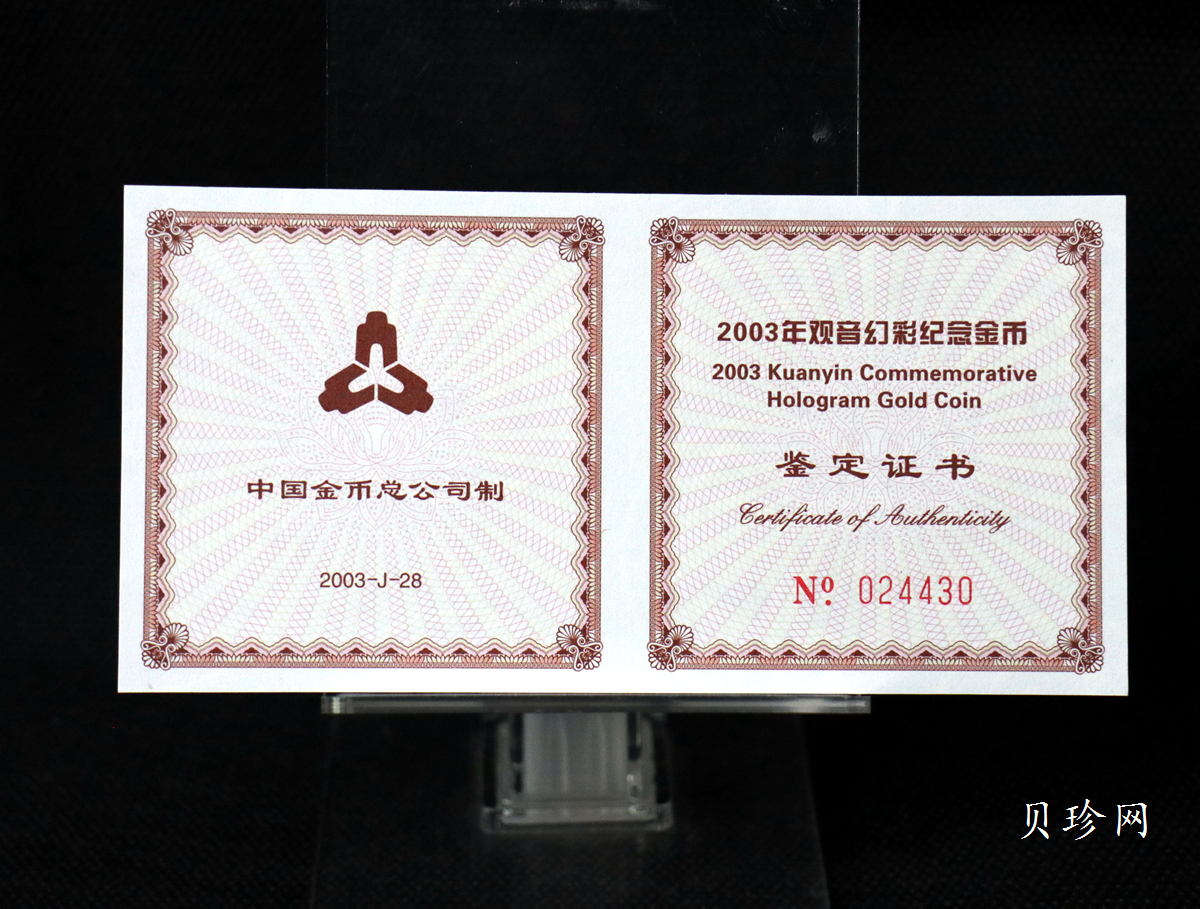 中国金币总公司制
2003-J-28
2003年观音幻彩纪念金币
2003 Kuanyin Commemorative
Hologram Gold Coin
鉴定证书
Certificate of Authenticity
Nº 024430
贝珍网